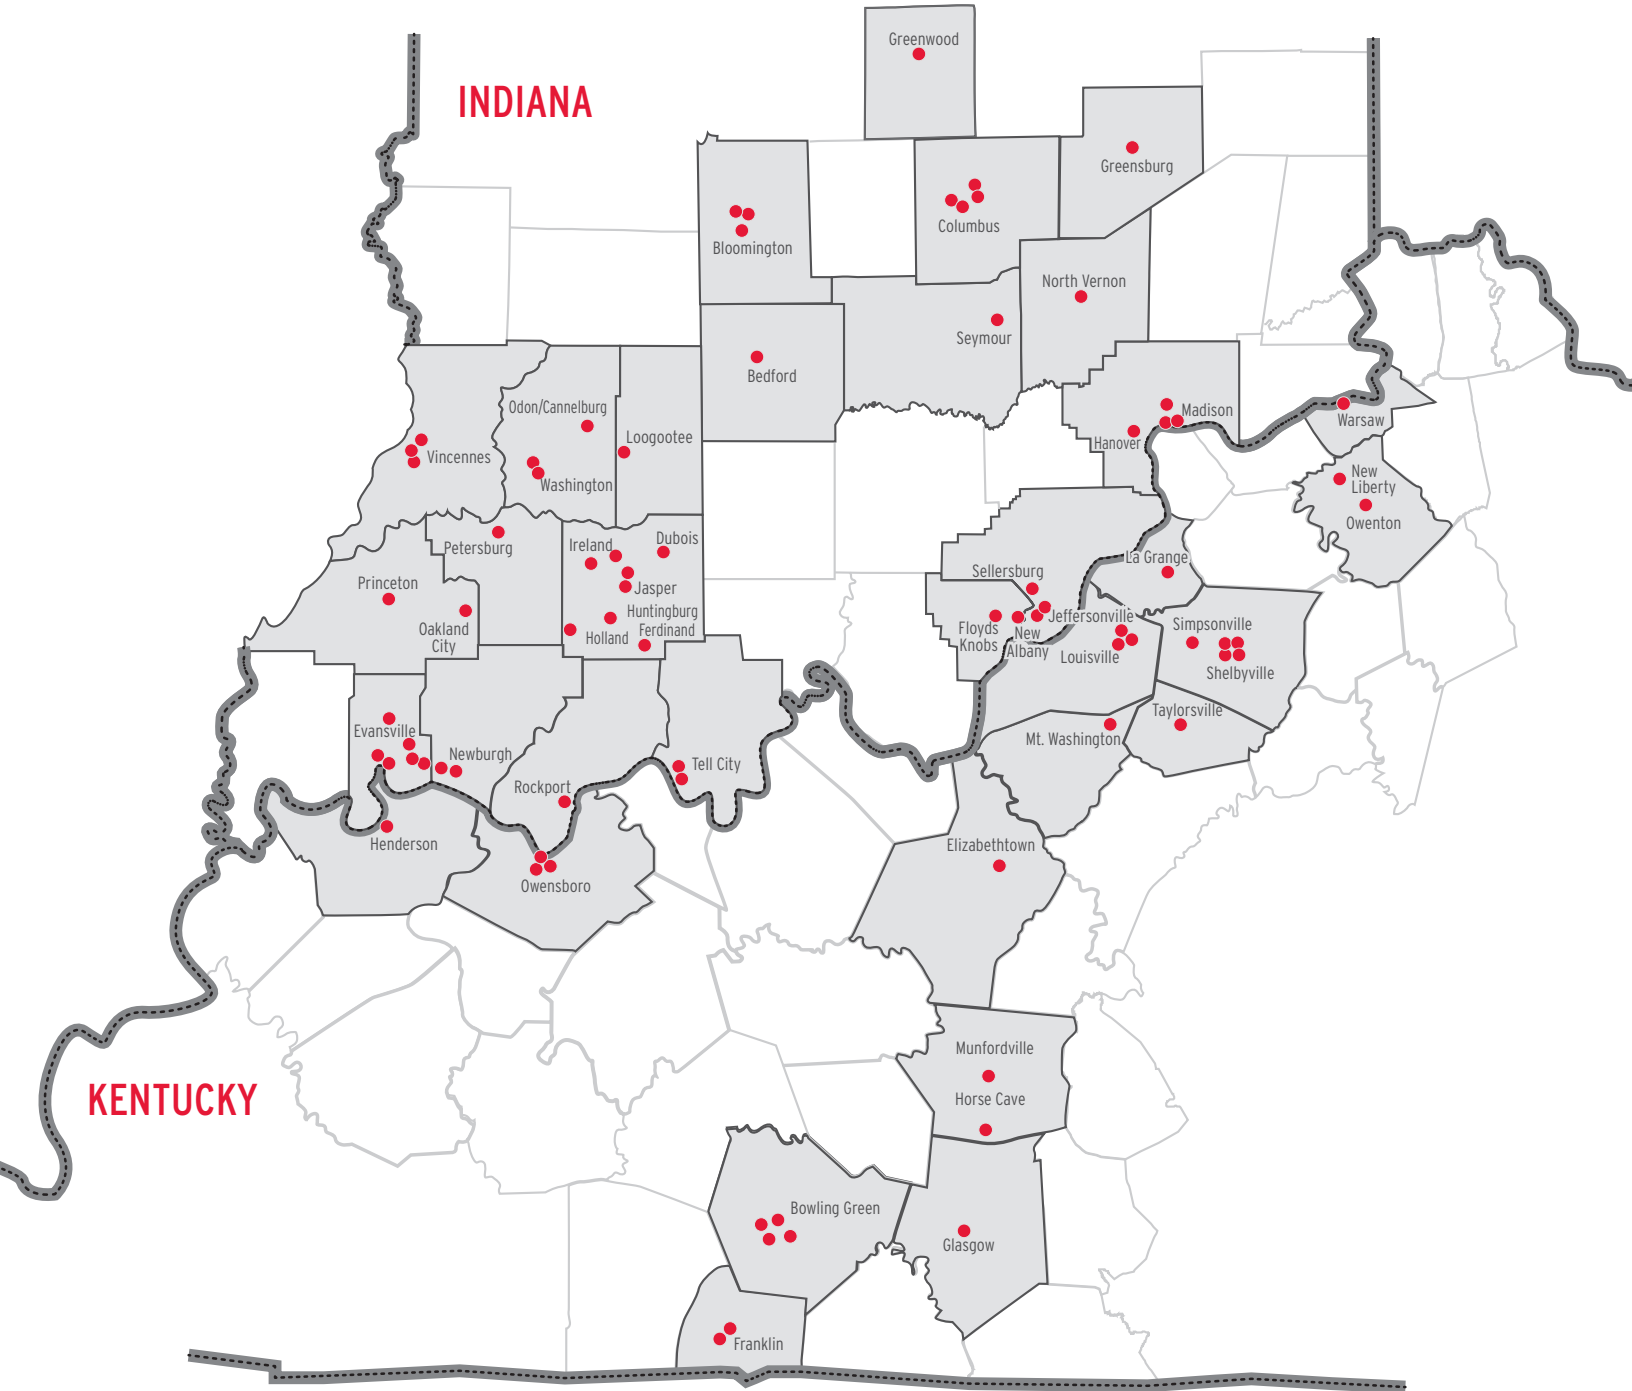 Greenwood
INDIANA
Greensburg
Columbus
Bloomington
North Vernon
Seymour
Bedford
Odon/Cannelburg
Madison
Warsaw
Loogootee
Hanover
Vincennes
New
Liberty
Washington
Owenton
Dubois
Ireland
Petersburg
La Grange
Sellersburg
Princeton
Jasper
Huntingburg
Jeffersonville
Simpsonville
Oakland
City
Holland
Ferdinand
Floyds
Knobs
New
Albany
Louisville
Shelbyville
Taylorsville
Evansville
Mt. Washington
Newburgh
Tell City
Rockport
Henderson
Elizabethtown
Owensboro
Munfordville
KENTUCKY
Horse Cave
Bowling Green
Glasgow
Franklin